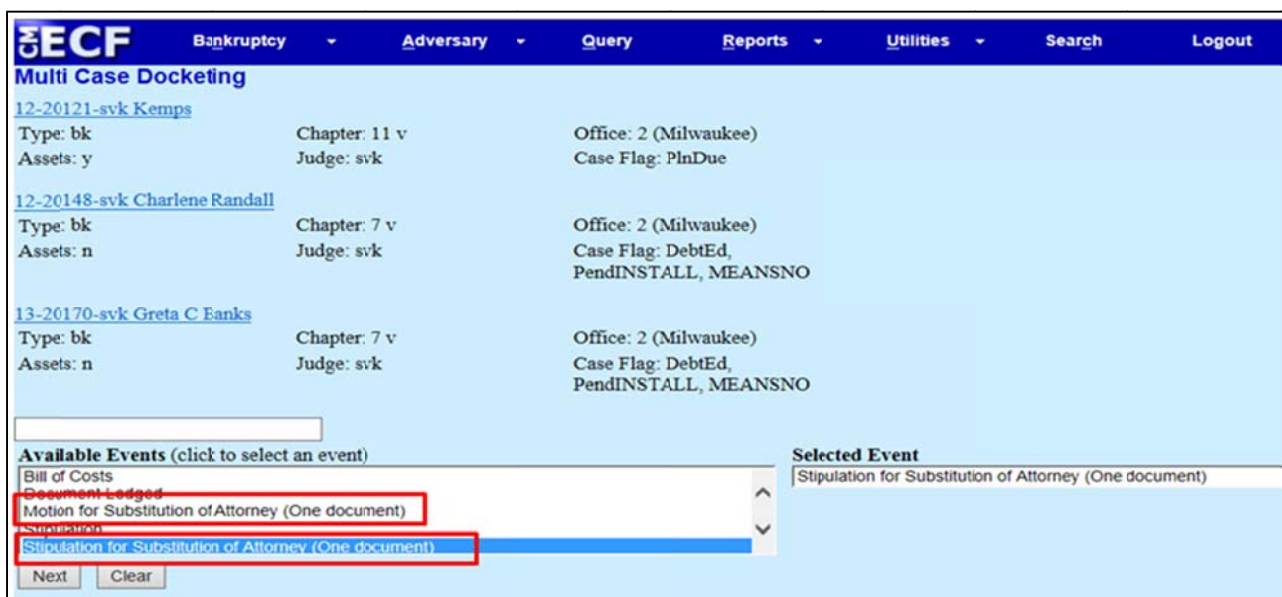 CM ECF Bankruptcy Adversary Query Reports Utilities Search Logout
Multi Case Docketing
12-20121-svk Kemps
Type: bk Chapter: 11 v Office: 2 (Milwaukee)
Assets: y Judge: svk Case Flag: PlnDue
12-20148-svk Charlene Randall
Type: bk Chapter: 7 v Office: 2 (Milwaukee)
Assets: n Judge: svk Case Flag: DebtEd,
PendINSTALL, MEANSNO
13-20170-svk Greta C Banks
Type: bk Chapter: 7 v Office: 2 (Milwaukee)
Assets: n Judge: svk Case Flag: DebtEd,
PendINSTALL, MEANSNO
Available Events (click to select an event) Selected Event
Bill of Costs Stipulation for Substitution of Attorney (One document)
Document Lodged
Motion for Substitution of Attorney (One document)
Stipulation
Stipulation for Substitution of Attorney (One document)
Next Clear